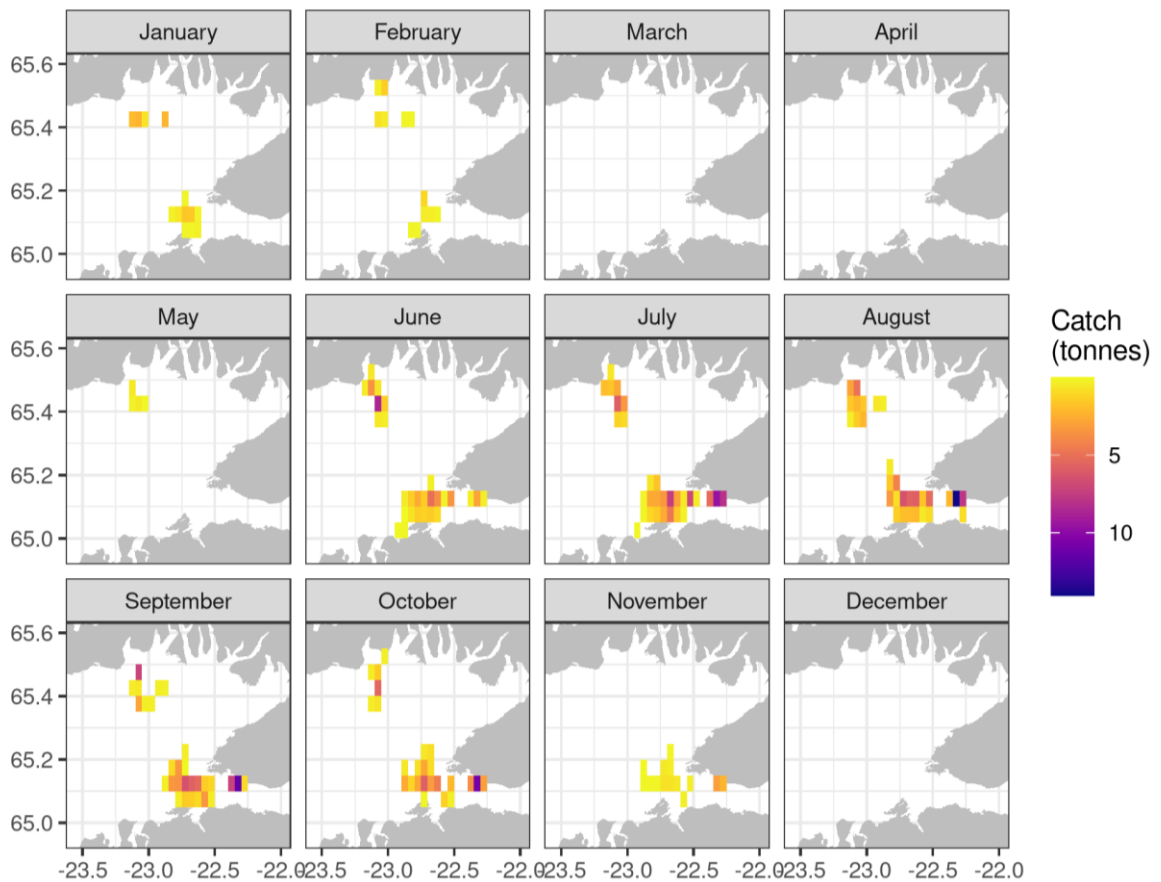 January February March April
65.6
65.4
65.2
65.0
May June July August
65.6
65.4
65.2
65.0
Catch
(tonnes)
5
10
September October November December
65.6
65.4
65.2
65.0
-23.5 -23.0 -22.5 -22.0 -23.5 -23.0 -22.5 -22.0 -23.5 -23.0 -22.5 -22.0 -23.5 -23.0 -22.5 -22.0